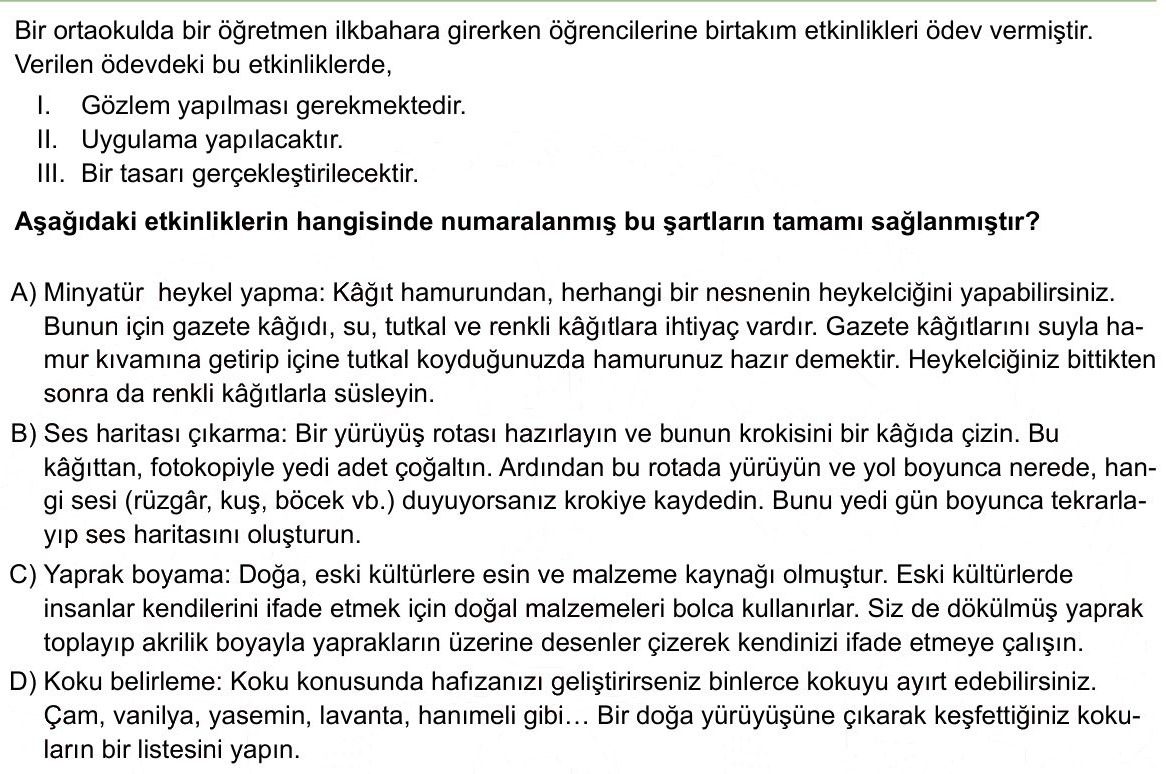 Bir ortaokulda bir öğretmen ilkbahara girerken öğrencilerine birtakım etkinlikleri ödev vermiştir.
Verilen ödevdeki bu etkinliklerde,
I. Gözlem yapılması gerekmektedir.
II. Uygulama yapılacaktır.
III. Bir tasarı gerçekleştirilecektir.
Aşağıdaki etkinliklerin hangisinde numaralanmış bu şartların tamamı sağlanmıştır?
A) Minyatür heykel yapma: Kâğıt hamurundan, herhangi bir nesnenin heykelciğini yapabilirsiniz.
Bunun için gazete kâğıdı, su, tutkal ve renkli kâğıtlara ihtiyaç vardır. Gazete kâğıtlarını suyla ha-
mur kıvamına getirip içine tutkal koyduğunuzda hamurunuz hazır demektir. Heykelciğiniz bittikten
sonra da renkli kâğıtlarla süsleyin.
B) Ses haritası çıkarma: Bir yürüyüş rotası hazırlayın ve bunun krokisini bir kâğıda çizin. Bu
kâğıttan, fotokopiyle yedi adet çoğaltın. Ardından bu rotada yürüyün ve yol boyunca nerede, han-
gi sesi (rüzgâr, kuş, böcek vb.) duyuyorsanız krokiye kaydedin. Bunu yedi gün boyunca tekrarla-
yıp ses haritasını oluşturun.
C) Yaprak boyama: Doğa, eski kültürlere esin ve malzeme kaynağı olmuştur. Eski kültürlerde
insanlar kendilerini ifade etmek için doğal malzemeleri bolca kullanırlar. Siz de dökülmüş yaprak
toplayıp akrilik boyayla yaprakların üzerine desenler çizerek kendinizi ifade etmeye çalışın.
D) Koku belirleme: Koku konusunda hafızanızı geliştirirseniz binlerce kokuyu ayırt edebilirsiniz.
Çam, vanilya, yasemin, lavanta, hanımeli gibi… Bir doğa yürüyüşüne çıkarak keşfettiğiniz koku-
ların bir listesini yapın.